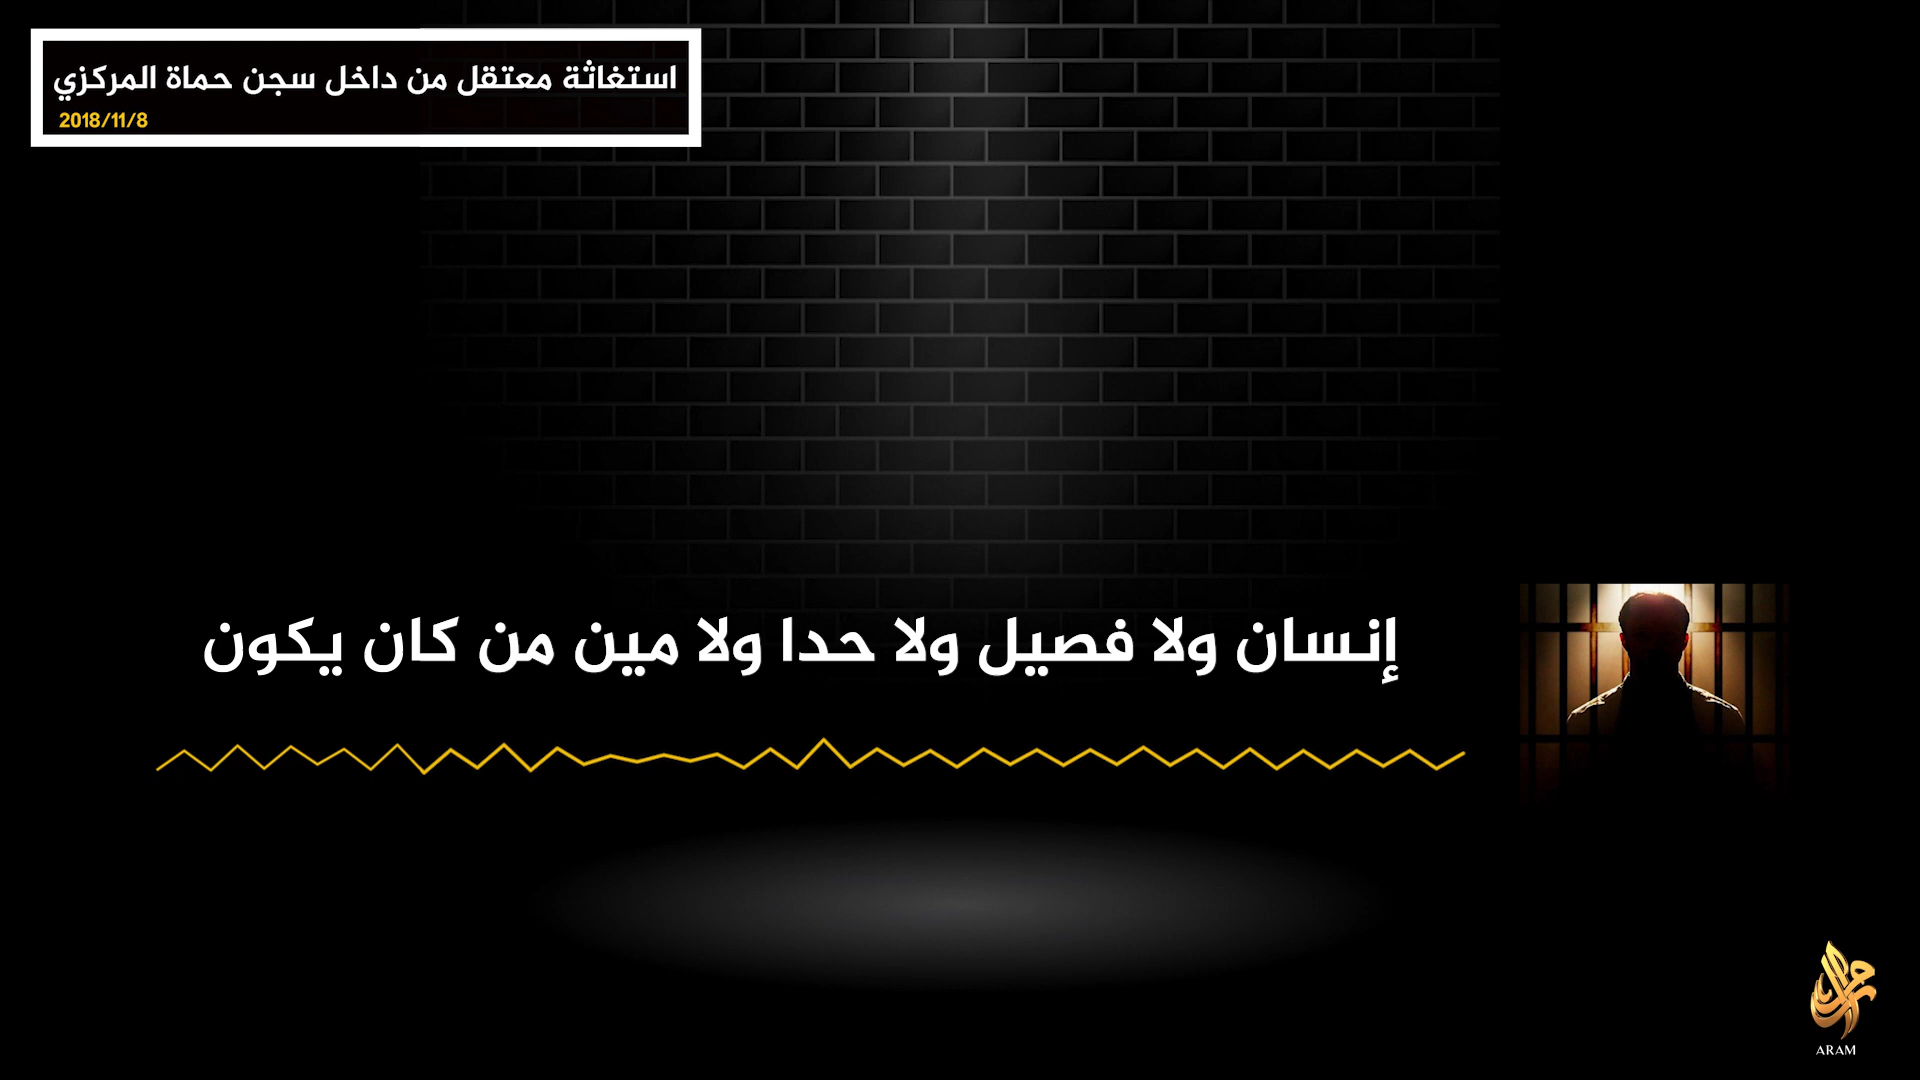 استغاثة معتقل من داخل سجن حماة المركزي
2018/11/8
إنسان ولا فصيل ولا حدا ولا مين من كان يكون
ARAM